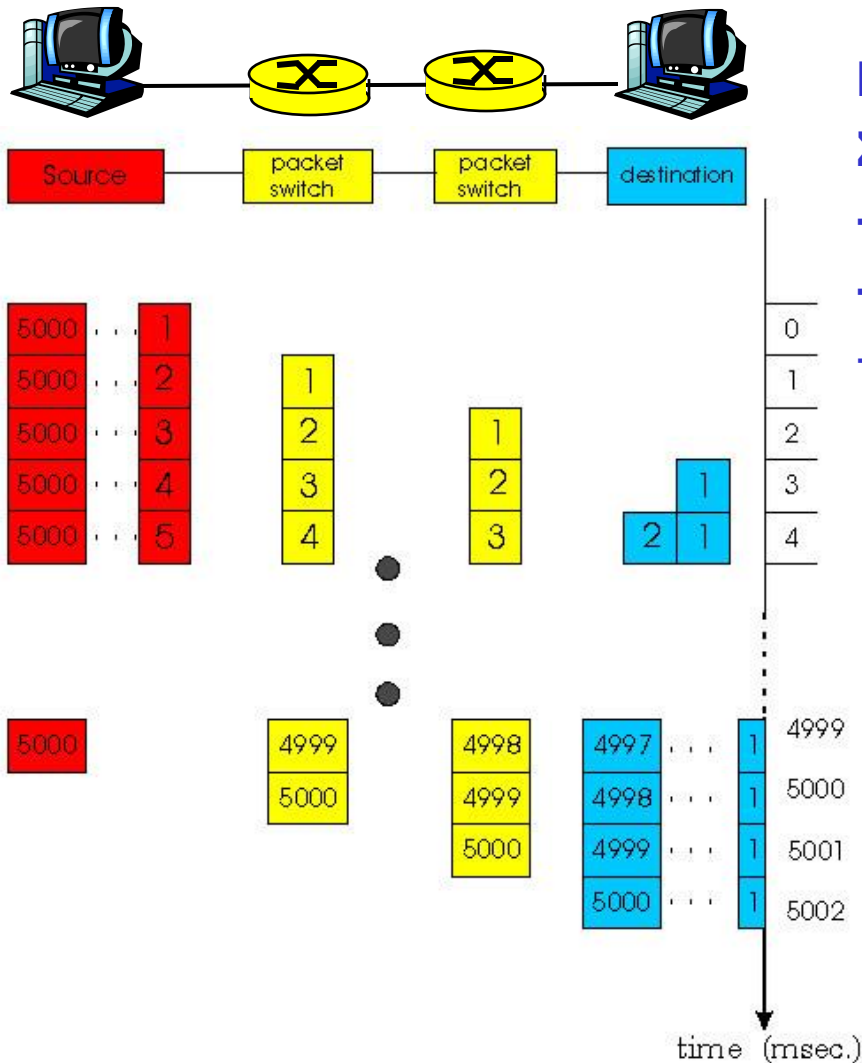 Source
packet switch
packet switch
destination
5000 . . . 1
0
5000 . . . 2
1
1
5000 . . . 3
2
1
2
5000 . . . 4
3
2
1
3
5000 . . . 5
4
3
2 1
4
5000
4999
4998
4997 . . . 1
4999
5000
4999
4998 . . . 1
5000
5000
4999 . . . 1
5001
5000 . . . 1
5002
time (msec.)